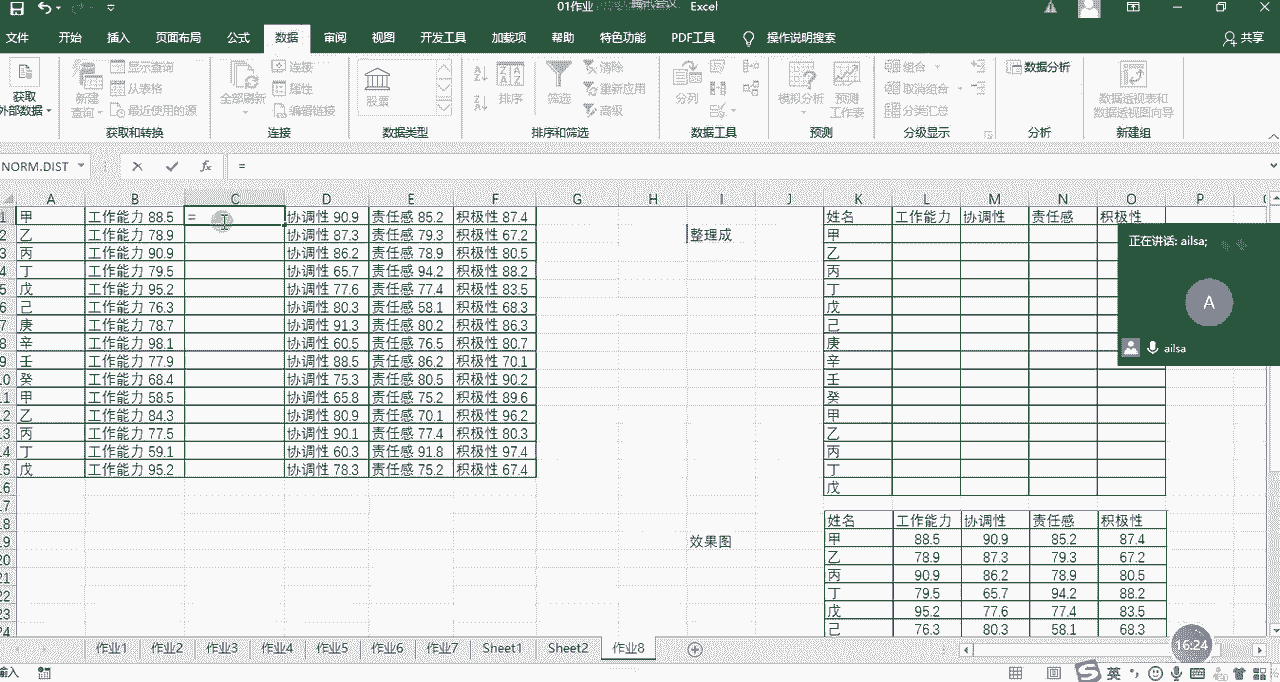 01作业 Excel
文件 开始 插入 页面布局 公式 数据 审阅 视图 开发工具 加载项 帮助 特色功能 PDF工具 操作说明搜索 共享
获取 外部数据 新建 查询 显示查询 从表格 最近使用的源 全部刷新 连接 属性 编辑链接 股票 排序 筛选 清除 重新应用 高级 分列 模拟分析 预测 工作表 组合 取消组合 分类汇总 数据分析 数据透视表和 数据透视图向导
获取和转换 连接 数据类型 排序和筛选 数据工具 预测 分级显示 分析 新建组
NORM.DIST fx =
A B C D E F G H I J K L M N O P
1 甲 工作能力 88.5 = 协调性 90.9 责任感 85.2 积极性 87.4 姓名 工作能力 协调性 责任感 积极性
2 乙 工作能力 78.9 协调性 87.3 责任感 79.3 积极性 67.2 整理成 甲
3 丙 工作能力 90.9 协调性 86.2 责任感 78.9 积极性 80.5 乙
4 丁 工作能力 79.5 协调性 65.7 责任感 94.2 积极性 88.2 丙
5 戊 工作能力 95.2 协调性 77.6 责任感 77.4 积极性 83.5 丁
6 己 工作能力 76.3 协调性 80.3 责任感 58.1 积极性 68.3 戊
7 庚 工作能力 78.7 协调性 91.3 责任感 80.2 积极性 86.3 己
8 辛 工作能力 98.1 协调性 60.5 责任感 76.5 积极性 80.7 庚
9 壬 工作能力 77.9 协调性 88.5 责任感 86.2 积极性 70.1 辛
10 癸 工作能力 68.4 协调性 75.3 责任感 80.5 积极性 90.2 壬
11 甲 工作能力 58.5 协调性 65.8 责任感 75.2 积极性 89.6 癸
12 乙 工作能力 84.3 协调性 80.9 责任感 70.1 积极性 96.2 甲
13 丙 工作能力 77.5 协调性 90.1 责任感 77.4 积极性 80.3 乙
14 丁 工作能力 59.1 协调性 60.3 责任感 91.8 积极性 97.4 丙
15 戊 工作能力 95.2 协调性 78.3 责任感 75.2 积极性 67.4 丁
16 戊
17
18 姓名 工作能力 协调性 责任感 积极性
19 效果图 甲 88.5 90.9 85.2 87.4
20 乙 78.9 87.3 79.3 67.2
21 丙 90.9 86.2 78.9 80.5
22 丁 79.5 65.7 94.2 88.2
23 戊 95.2 77.6 77.4 83.5
24 己 76.3 80.3 58.1 68.3
正在讲话: ailsa;
A
ailsa
作业1 作业2 作业3 作业4 作业5 作业6 作业7 Sheet1 Sheet2 作业8
16:24
输入 英